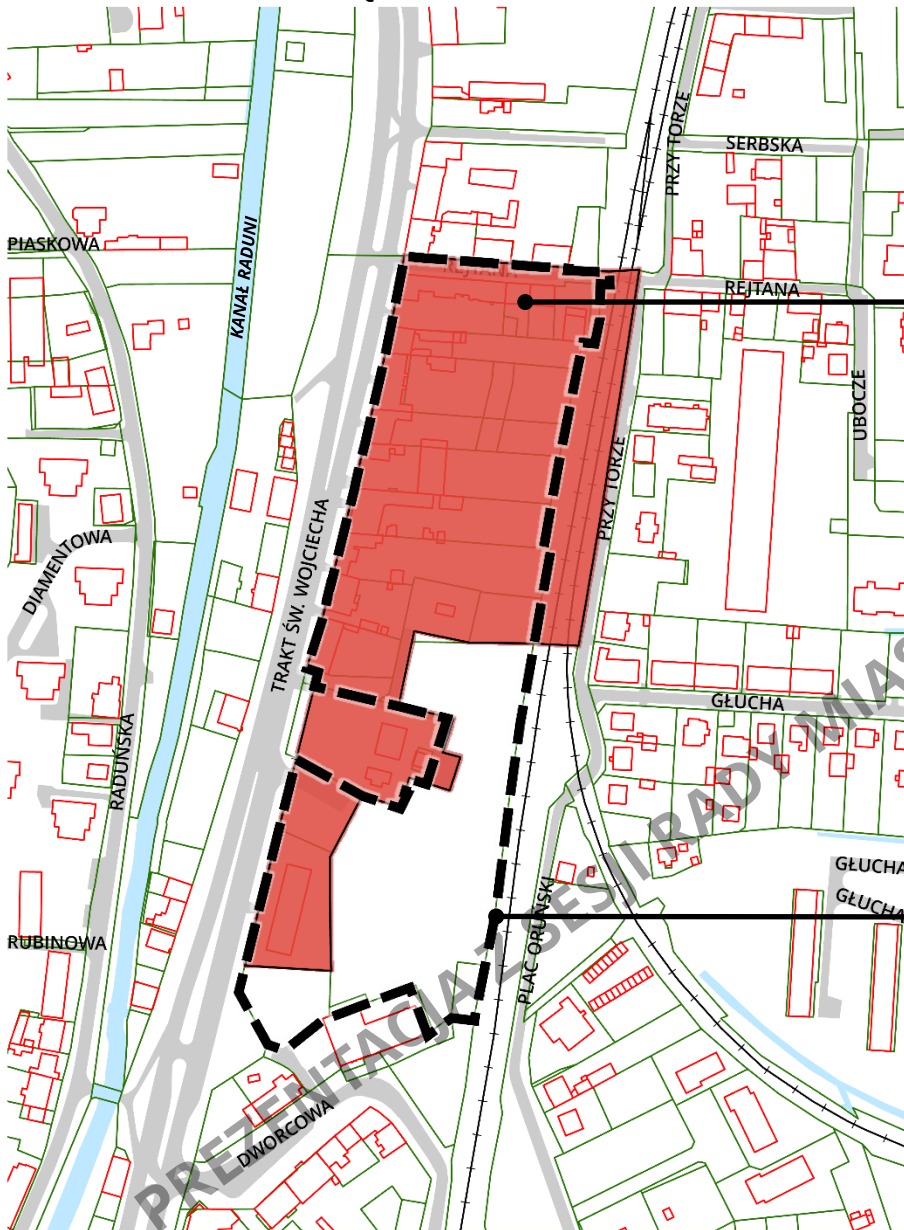 SERBSKA
PRZY TORZE
PIASKOWA
KANAŁ RADUNI
REJTANA
REJTANA
UBOCZE
PRZY TORZE
TRAKT ŚW. WOJCIECHA
DIAMENTOWA
GŁUCHA
RADUŃSKA
GŁUCHA
GŁUCHA
PLAC ORUŃSKI
RUBINOWA
DWORCOWA
PREZENTACJA Z SESJI RADY MIAS